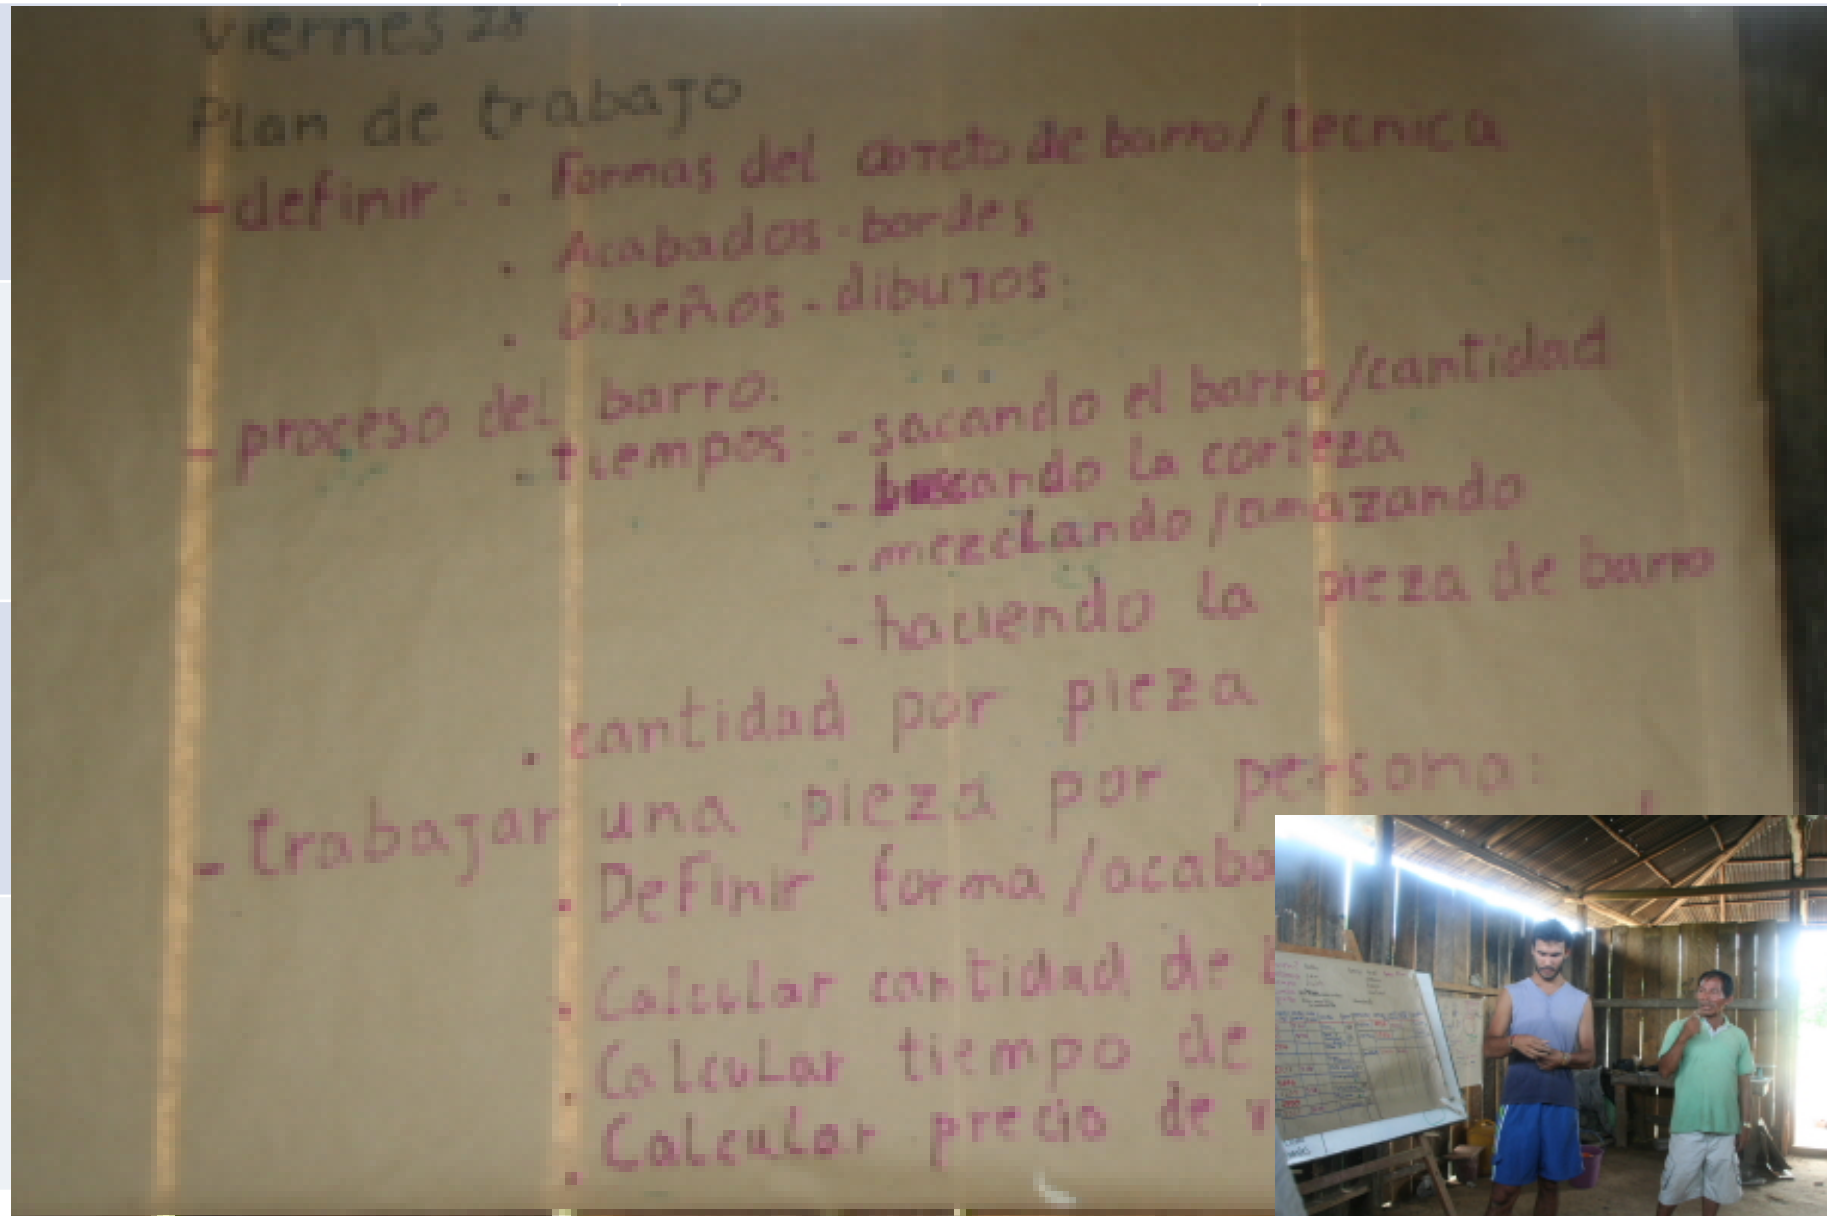 viernes 28
Plan de trabajo
- definir: . Formas del objeto de barro/tecnica
. Acabados-bordes
. Diseños-dibujos:
- proceso del barro:
. tiempos: - sacando el barro/cantidad
- buscando la corteza
- mezclando/amazando
- haciendo la pieza de barro
. cantidad por pieza
- trabajar una pieza por persona:
. Definir forma/acaba
. Calcular cantidad de
. Calcular tiempo de
. Calcular precio de